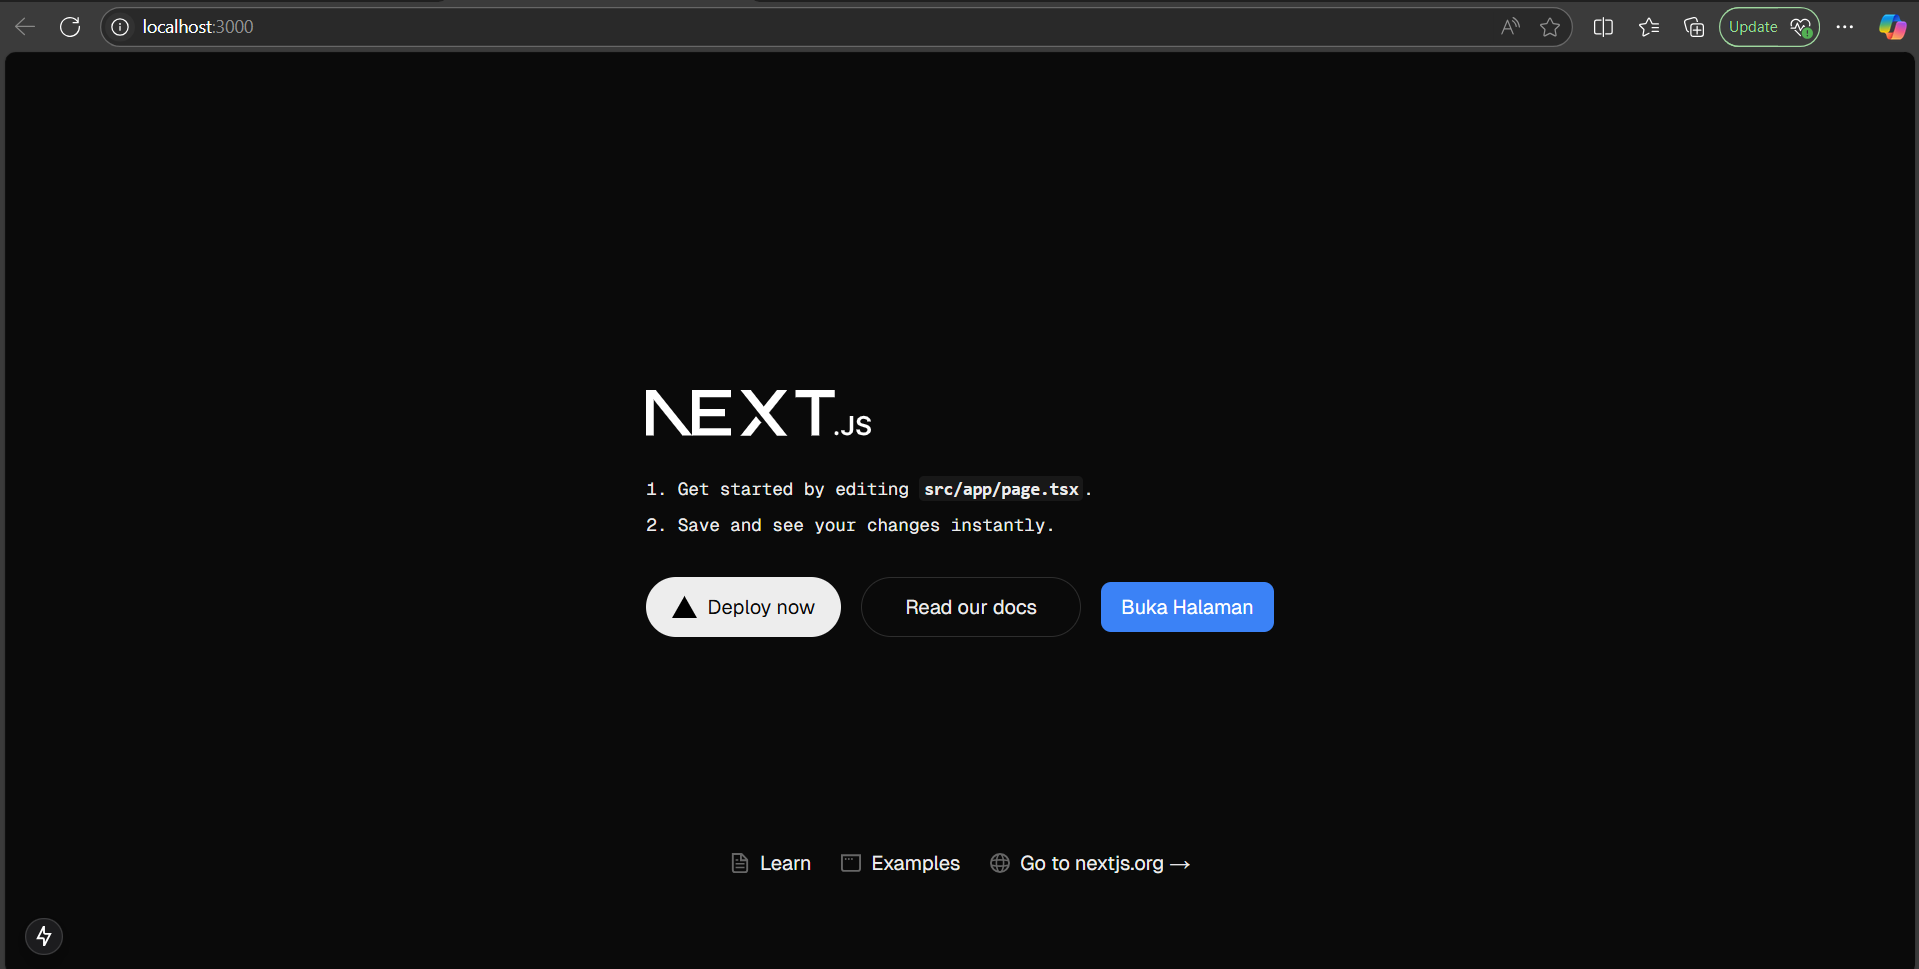 localhost:3000
Update
NEXT.JS
1. Get started by editing src/app/page.tsx.
2. Save and see your changes instantly.
Deploy now Read our docs Buka Halaman
Learn Examples Go to nextjs.org →